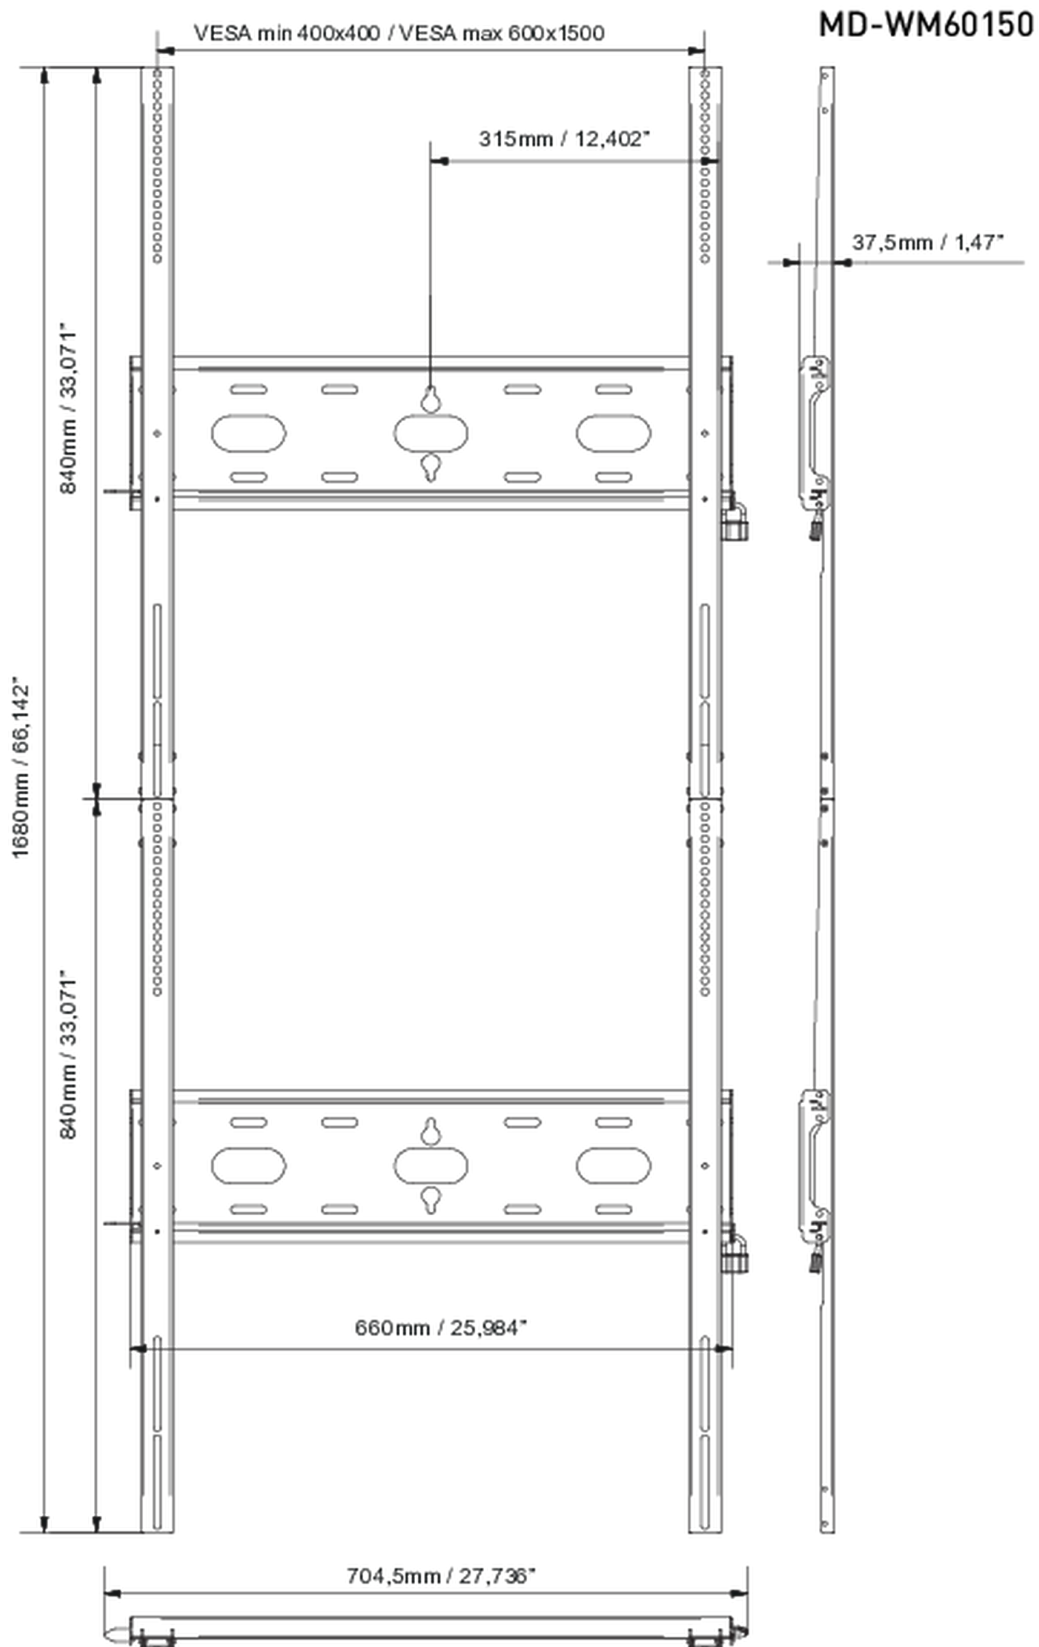 MD-WM60150
VESA min 400x400 / VESA max 600x1500
315mm / 12,402"
37,5mm / 1,47"
840mm / 33,071"
1680mm / 66,142"
840mm / 33,071"
660mm / 25,984"
704,5mm / 27,736"